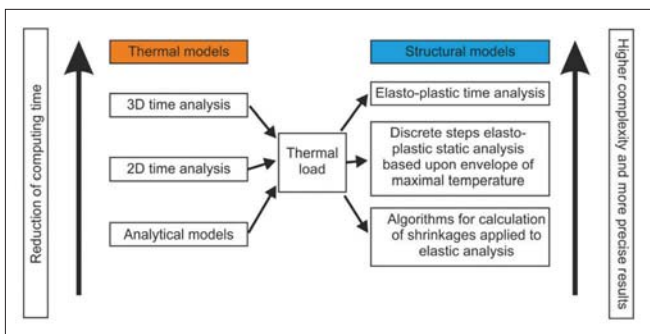 Reduction of computing time
Thermal models
3D time analysis
2D time analysis
Analytical models
Thermal
load
Structural models
Elasto-plastic time analysis
Discrete steps elasto-
plastic static analysis
based upon envelope of
maximal temperature
Algorithms for calculation
of shrinkages applied to
elastic analysis
Higher complexity and more precise results